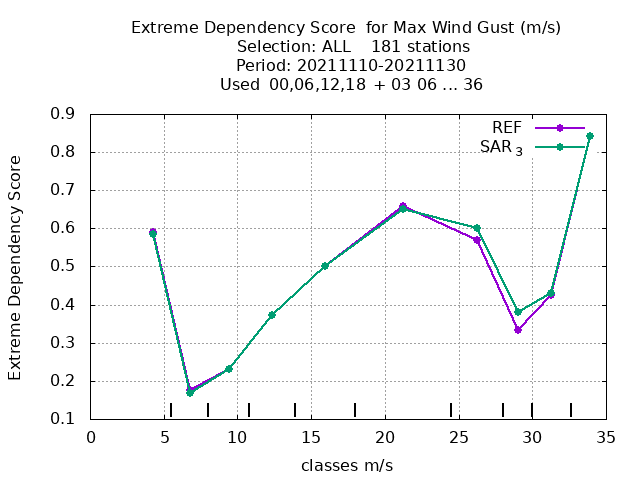 Extreme Dependency Score  for Max Wind Gust (m/s)
Selection: ALL    181 stations
Period: 20211110-20211130
Used  00,06,12,18  + 03 06 ... 36
Extreme Dependency Score
0.9
0.8
0.7
0.6
0.5
0.4
0.3
0.2
0.1
REF
SAR 3
0 5 10 15 20 25 30 35
classes m/s